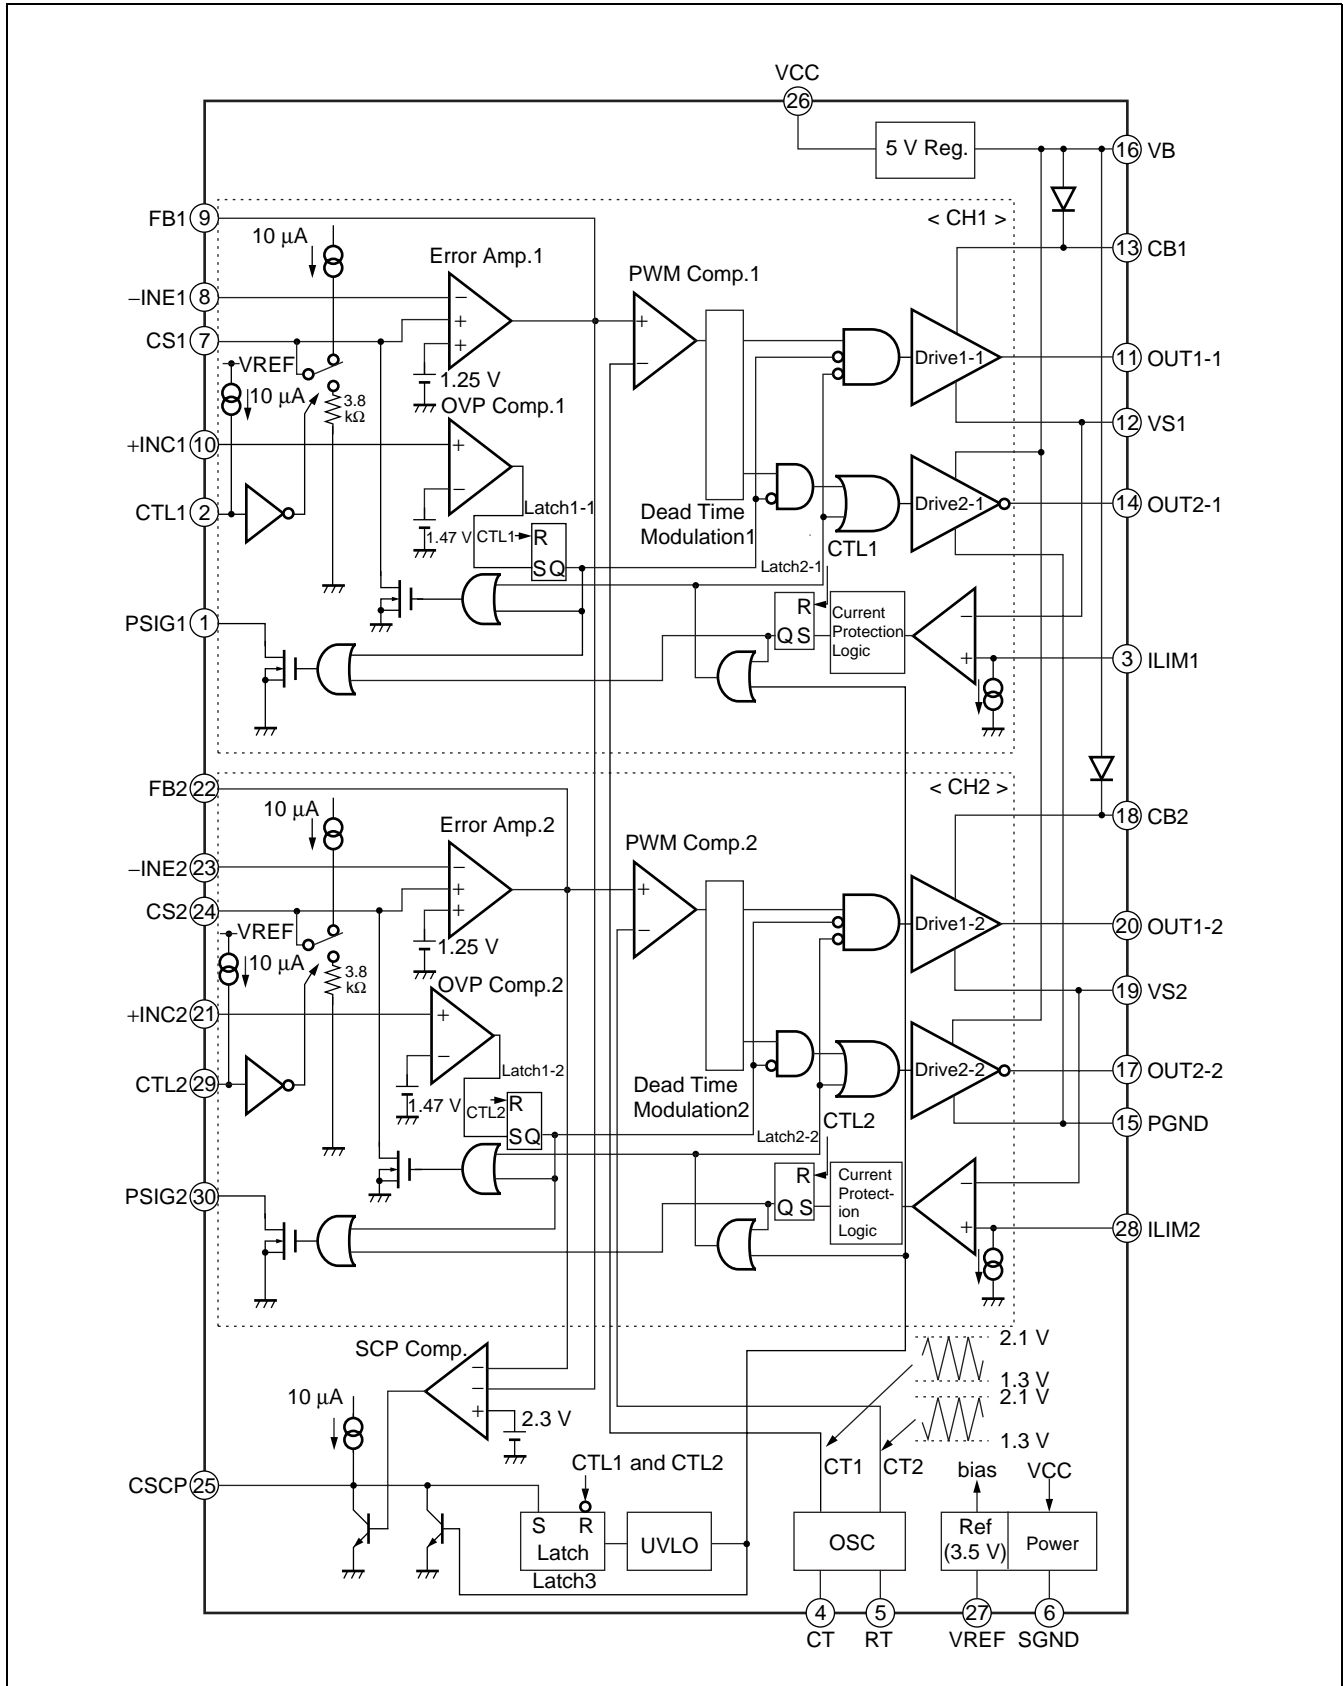 VCC
26
5 V Reg.
16 VB
FB1 9
< CH1 >
10 µA
13 CB1
Error Amp.1
PWM Comp.1
−INE1 8
−
+
+
+
−
CS1 7
VREF
10 µA
3.8
kΩ
1.25 V
Drive1-1
11 OUT1-1
OVP Comp.1
12 VS1
+INC1 10
+
−
CTL1 2
1.47 V
Latch1-1
CTL1
R
SQ
Dead Time
Modulation1
CTL1
Drive2-1
14 OUT2-1
Latch2-1
R
Q S
Current
Protection
Logic
−
+
PSIG1 1
3 ILIM1
FB2 22
< CH2 >
10 µA
18 CB2
Error Amp.2
PWM Comp.2
−INE2 23
−
+
+
+
−
CS2 24
VREF
10 µA
3.8
kΩ
1.25 V
Drive1-2
20 OUT1-2
OVP Comp.2
19 VS2
+INC2 21
+
−
CTL2 29
1.47 V
Latch1-2
CTL2
R
SQ
Dead Time
Modulation2
CTL2
Drive2-2
17 OUT2-2
15 PGND
Latch2-2
R
Q S
Current
Protect-
ion
Logic
−
+
PSIG2 30
28 ILIM2
SCP Comp.
−
−
+
10 µA
2.3 V
2.1 V
1.3 V
2.1 V
1.3 V
CTL1 and CTL2
CT1
CT2
bias
VCC
CSCP 25
S R
Latch
Latch3
UVLO
OSC
Ref
(3.5 V)
Power
4
5
27
6
CT
RT
VREF
SGND